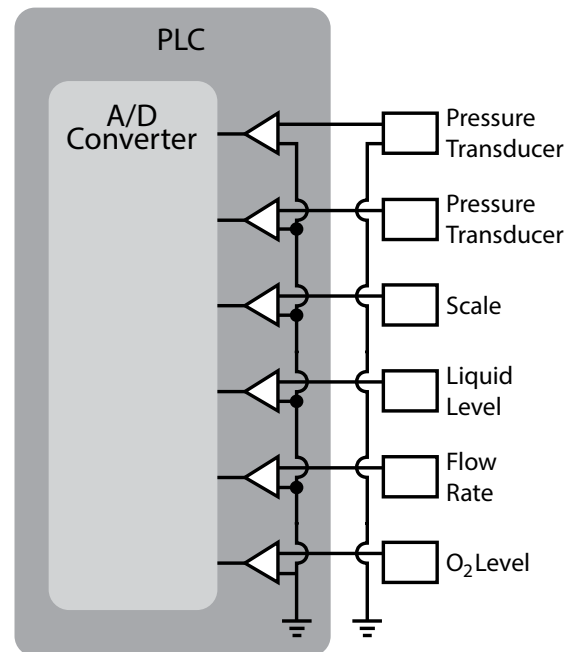 PLC
A/D
Converter
Pressure
Transducer
Pressure
Transducer
Scale
Liquid
Level
Flow
Rate
O₂Level